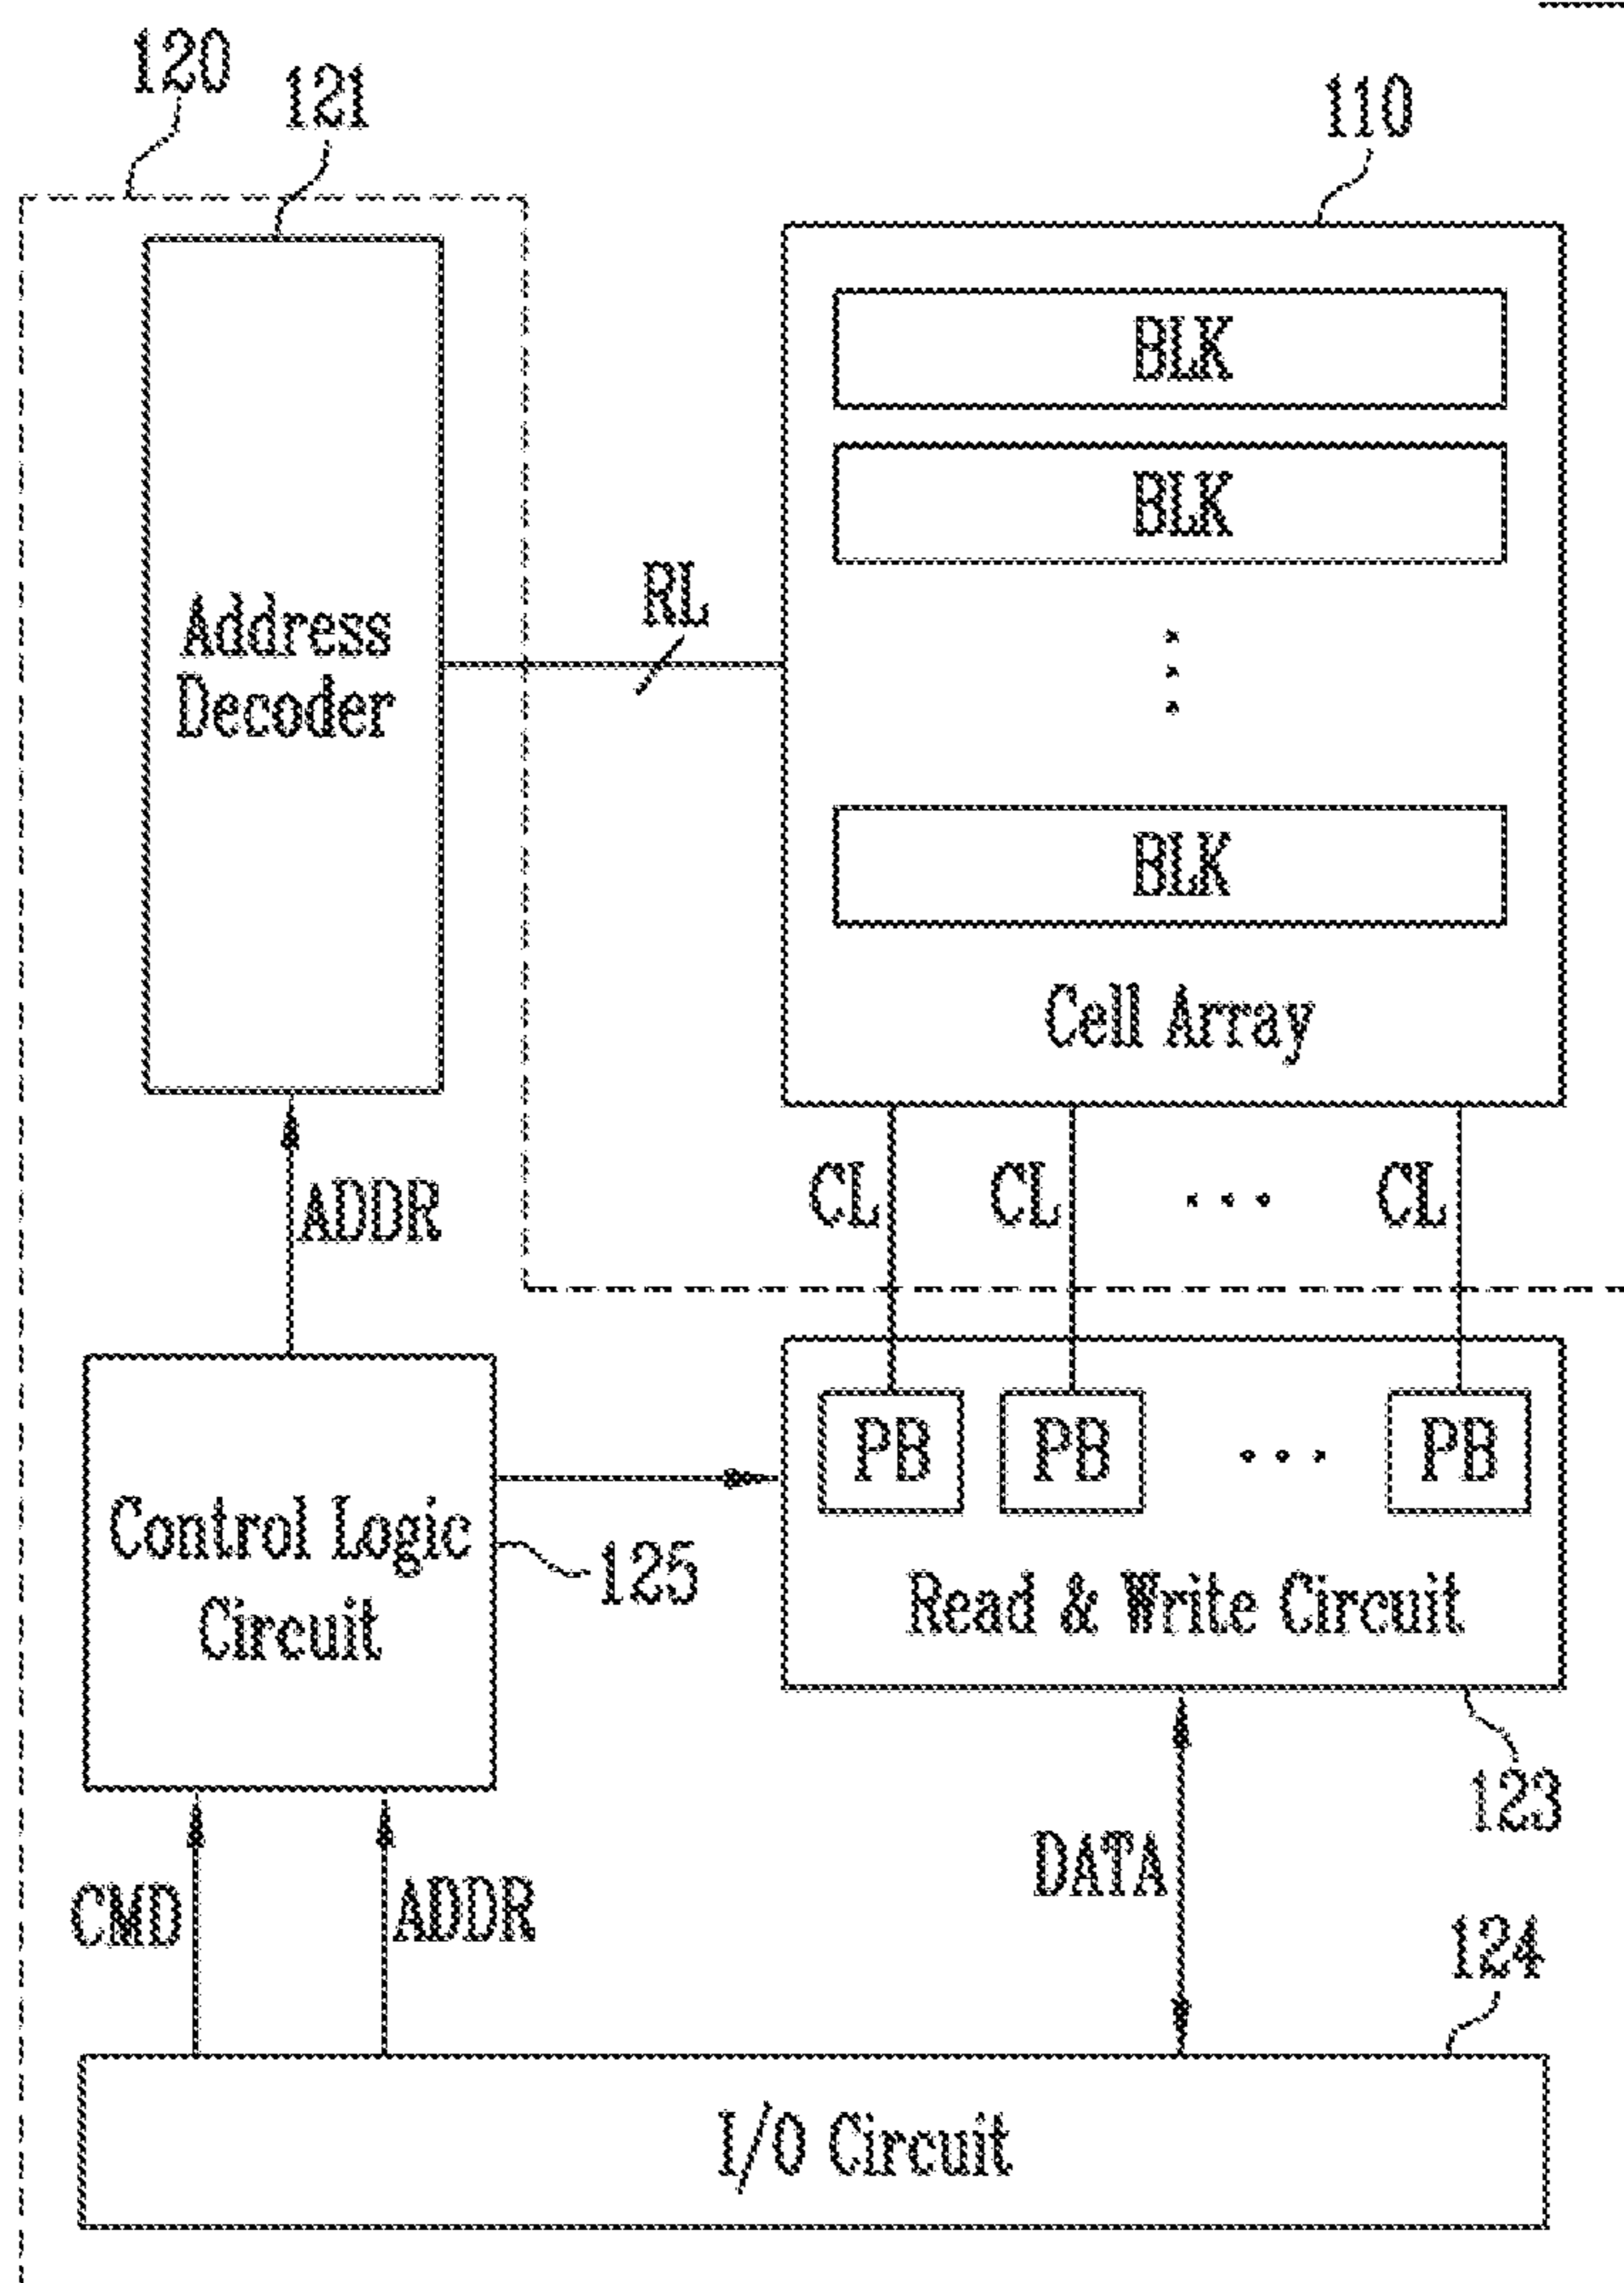 120
121
110
BLK
BLK
RL
Address
Decoder
BLK
Cell Array
CL
CL
...
CL
ADDR
PB
PB
...
PB
Control Logic
Circuit
125
Read & Write Circuit
123
DATA
CMD
ADDR
124
I/O Circuit